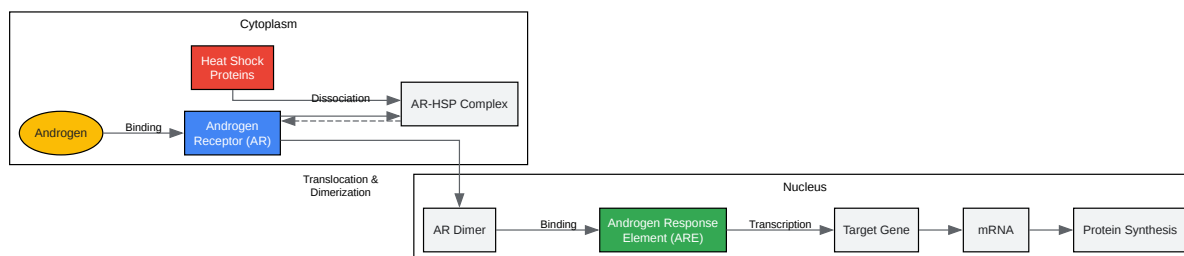 Cytoplasm
Heat Shock
Proteins
Dissociation
AR-HSP Complex
Androgen
Binding
Androgen
Receptor (AR)
Translocation &
Dimerization
Nucleus
AR Dimer
Binding
Androgen Response
Element (ARE)
Transcription
Target Gene
mRNA
Protein Synthesis